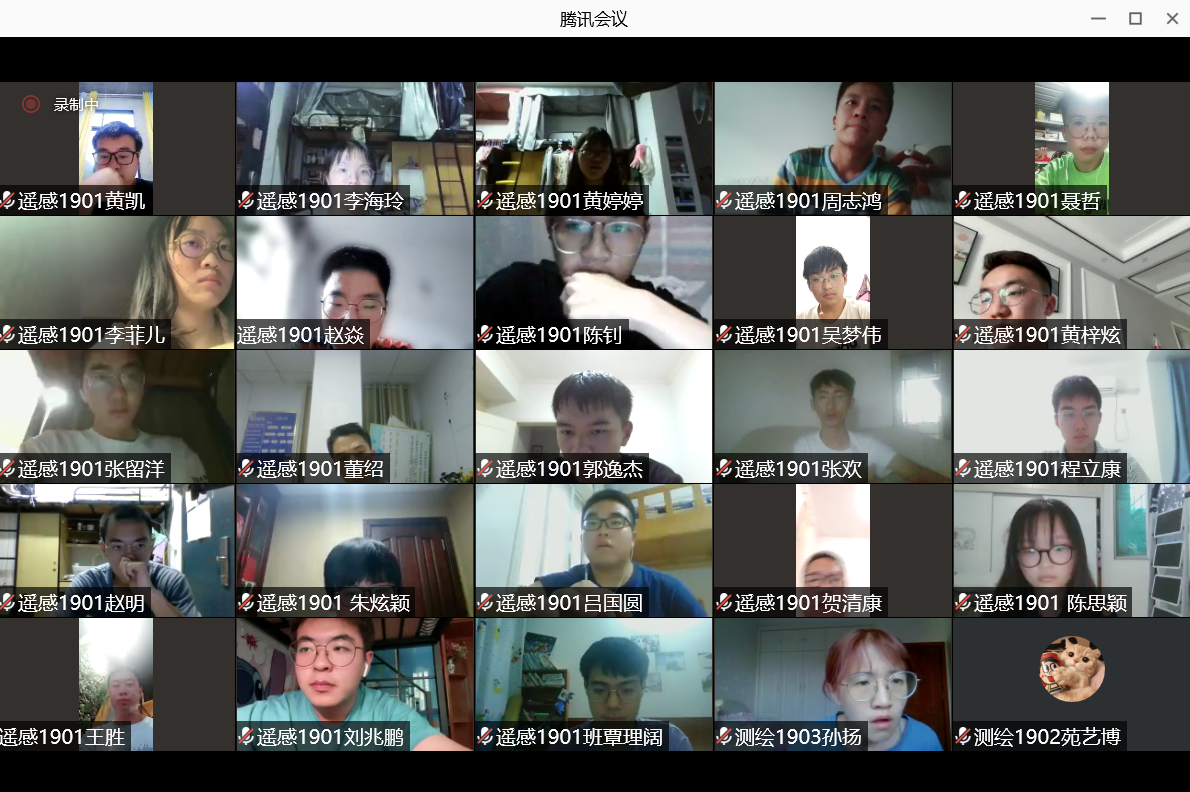 腾讯会议
录制中
遥感1901黄凯
遥感1901李海玲
遥感1901黄婷婷
遥感1901周志鸿
遥感1901聂哲
遥感1901李菲儿
遥感1901赵焱
遥感1901陈钊
遥感1901吴梦伟
遥感1901黄梓炫
遥感1901张留洋
遥感1901董绍
遥感1901郭逸杰
遥感1901张欢
遥感1901程立康
遥感1901赵明
遥感1901 朱炫颖
遥感1901吕国圆
遥感1901贺清康
遥感1901 陈思颖
遥感1901王胜
遥感1901刘兆鹏
遥感1901班覃理阔
测绘1903孙扬
测绘1902苑艺博